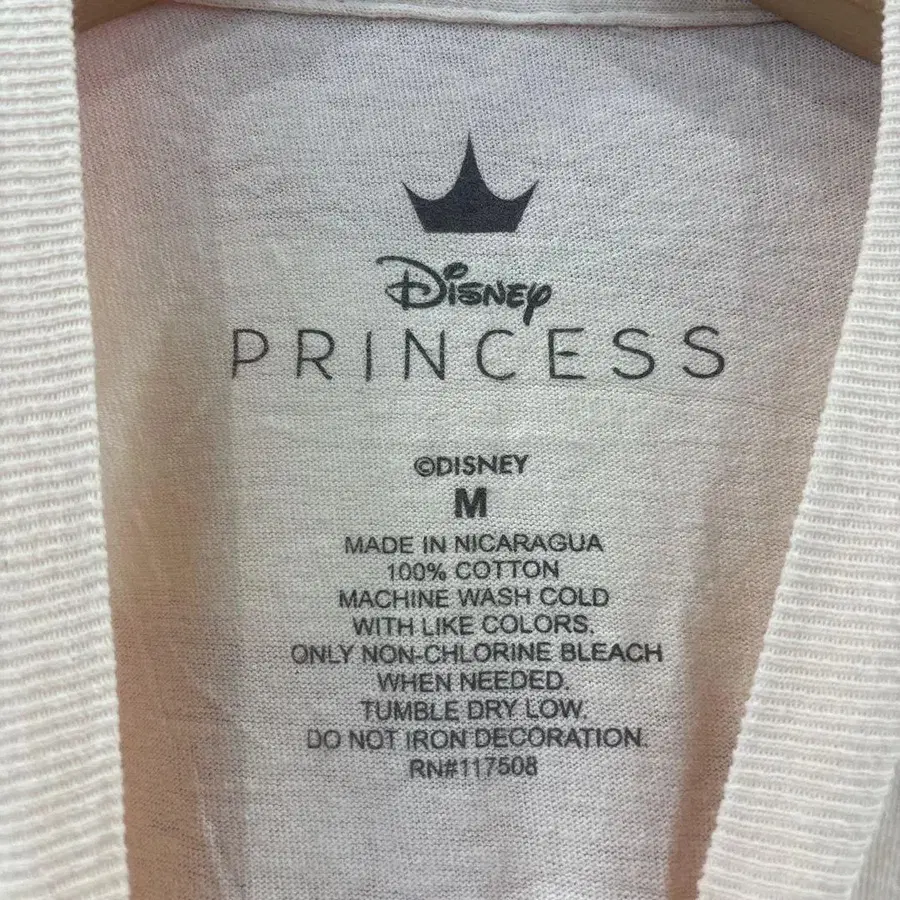 Disney
PRINCESS
©DISNEY
M
MADE IN NICARAGUA
100% COTTON
MACHINE WASH COLD
WITH LIKE COLORS.
ONLY NON-CHLORINE BLEACH
WHEN NEEDED.
TUMBLE DRY LOW.
DO NOT IRON DECORATION.
RN#117508